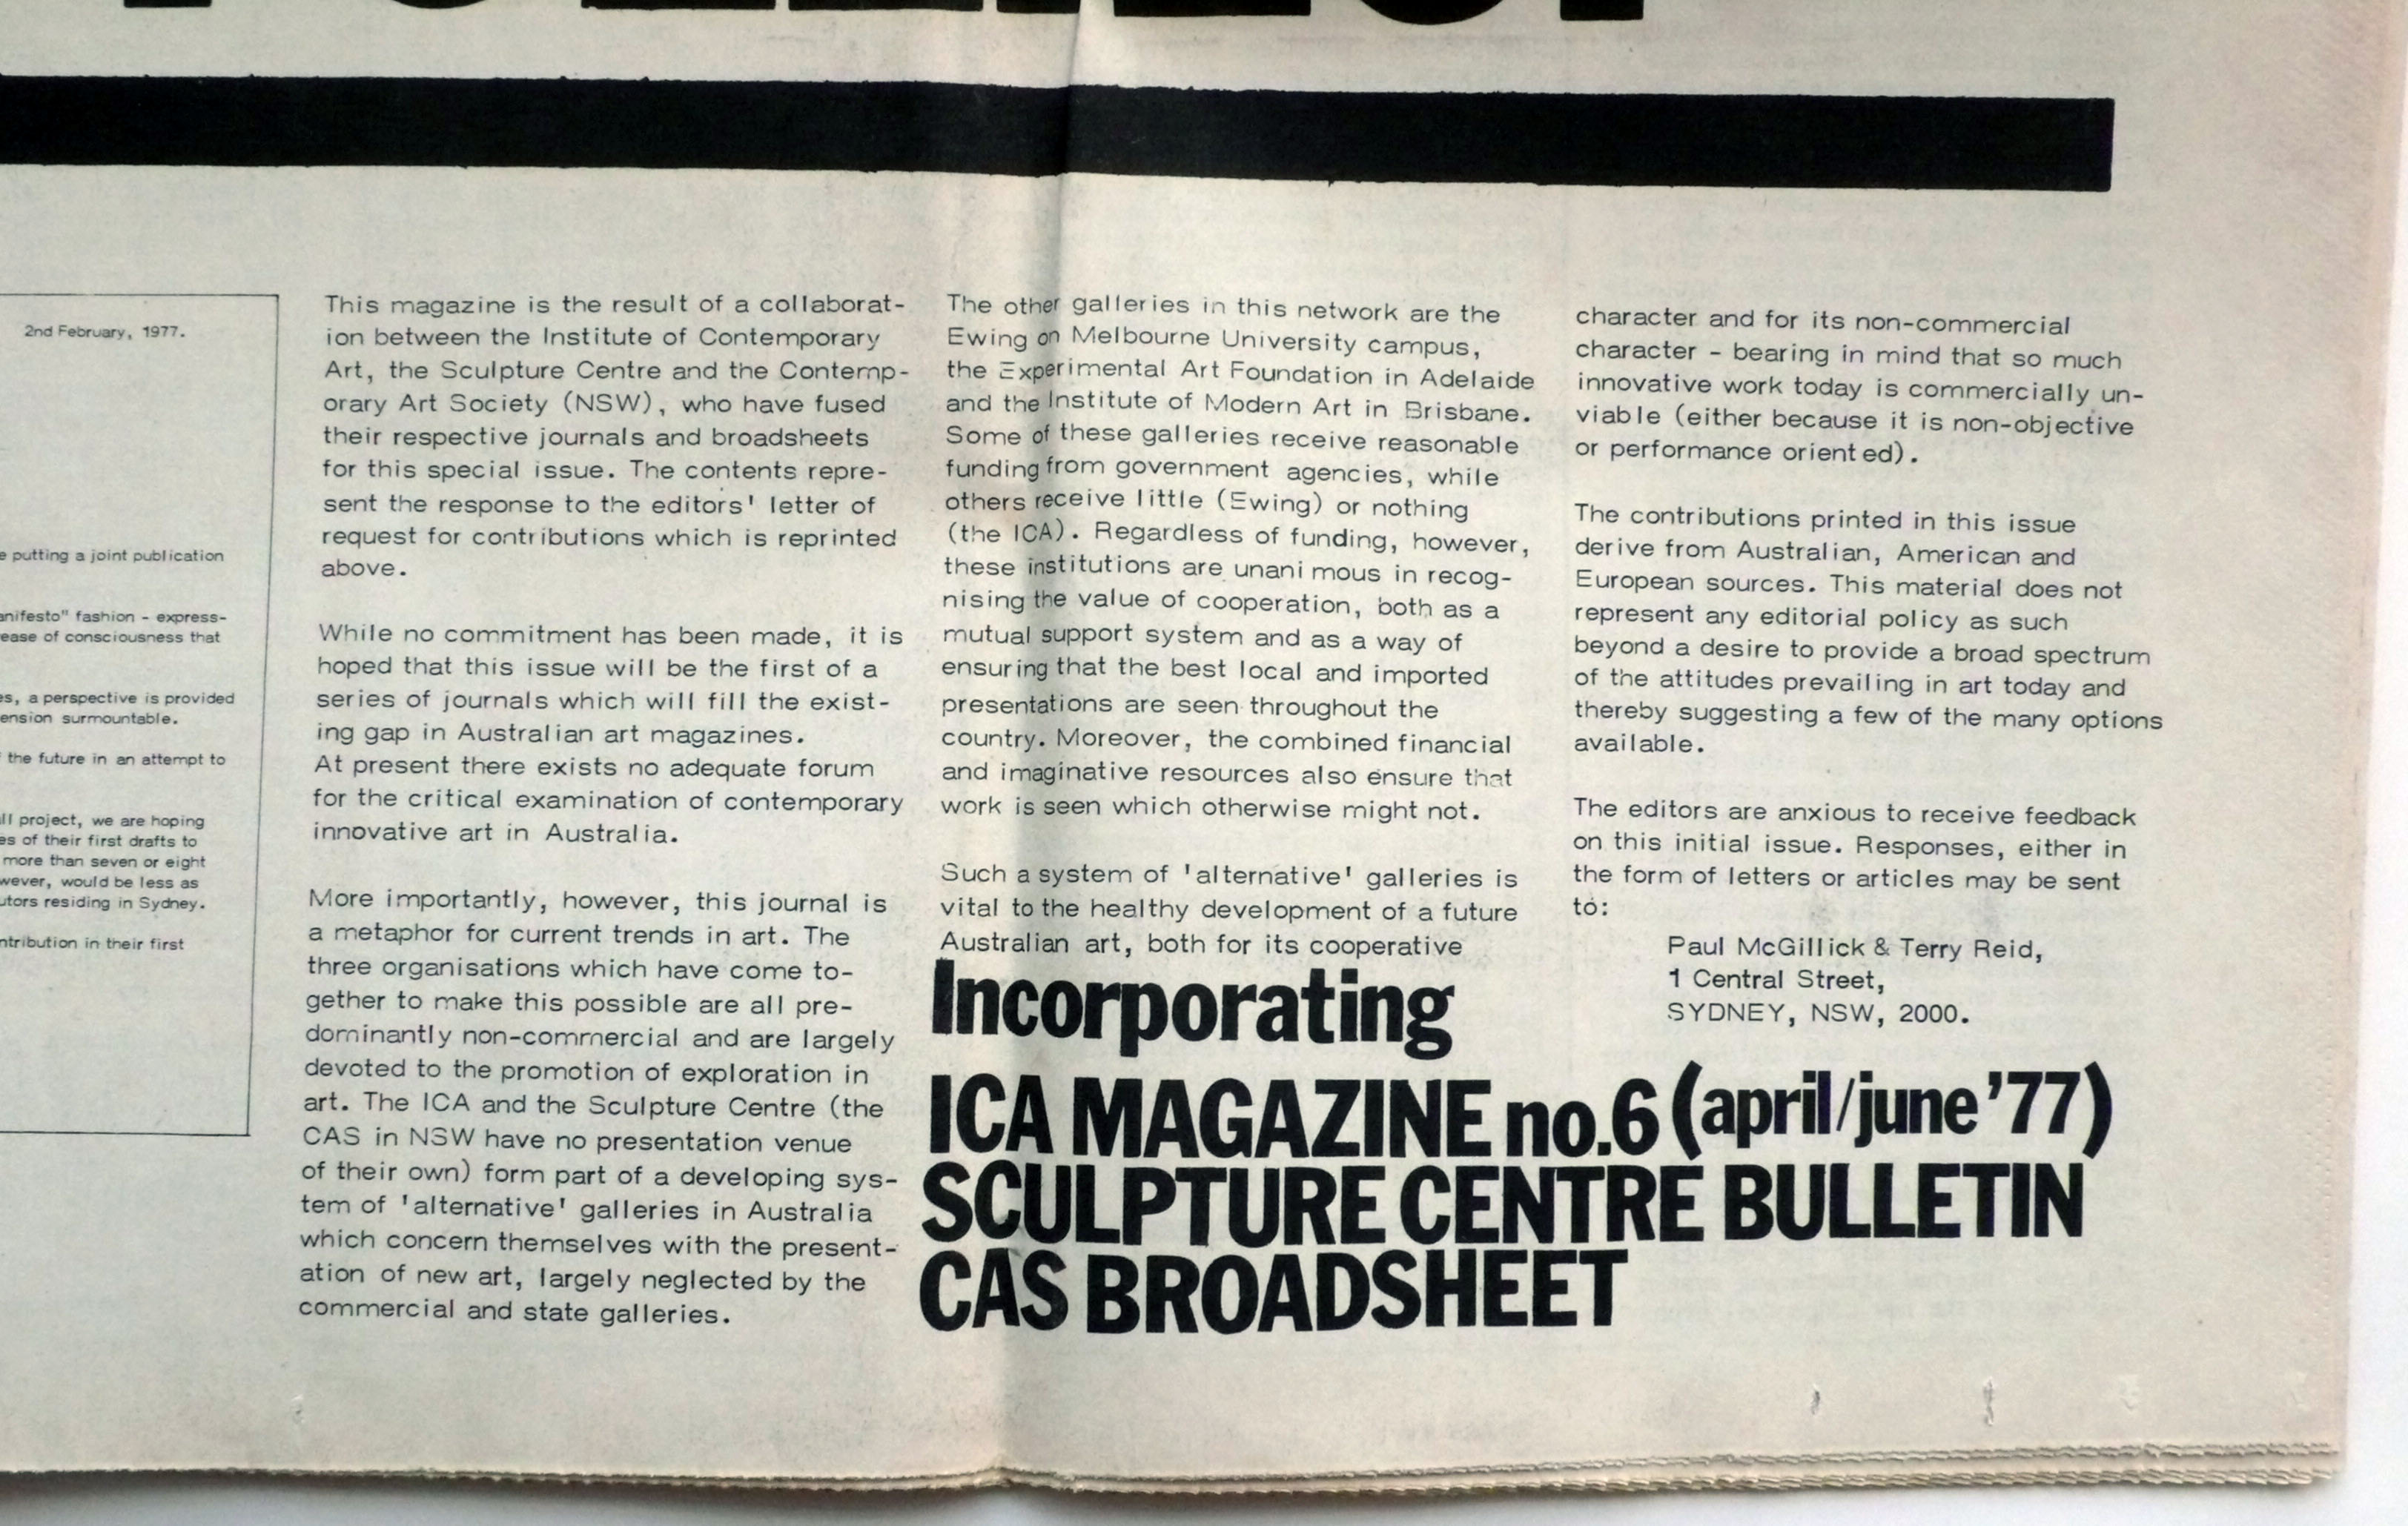 2nd February, 1977.
putting a joint publication
fashion - express-
of consciousness that
a perspective is provided
surmountable.
the future in an attempt to
project, we are hoping
of their first drafts to
more than seven or eight
would be less as
residing in Sydney.
in their first
This magazine is the result of a collaborat-
ion between the Institute of Contemporary
Art, the Sculpture Centre and the Contemp-
orary Art Society (NSW), who have fused
their respective journals and broadsheets
for this special issue. The contents repre-
sent the response to the editors' letter of
request for contributions which is reprinted
above.
While no commitment has been made, it is
hoped that this issue will be the first of a
series of journals which will fill the exist-
ing gap in Australian art magazines.
At present there exists no adequate forum
for the critical examination of contemporary
innovative art in Australia.
More importantly, however, this journal is
a metaphor for current trends in art. The
three organisations which have come to-
gether to make this possible are all pre-
dominantly non-commercial and are largely
devoted to the promotion of exploration in
art. The ICA and the Sculpture Centre (the
CAS in NSW have no presentation venue
of their own) form part of a developing sys-
tem of 'alternative' galleries in Australia
which concern themselves with the present-
ation of new art, largely neglected by the
commercial and state galleries.
The other galleries in this network are the
Ewing on Melbourne University campus,
the Experimental Art Foundation in Adelaide
and the Institute of Modern Art in Brisbane.
Some of these galleries receive reasonable
funding from government agencies, while
others receive little (Ewing) or nothing
(the ICA). Regardless of funding, however,
these institutions are unanimous in recog-
nising the value of cooperation, both as a
mutual support system and as a way of
ensuring that the best local and imported
presentations are seen throughout the
country. Moreover, the combined financial
and imaginative resources also ensure that
work is seen which otherwise might not.
Such a system of 'alternative' galleries is
vital to the healthy development of a future
Australian art, both for its cooperative
character and for its non-commercial
character - bearing in mind that so much
innovative work today is commercially un-
viable (either because it is non-objective
or performance oriented).
The contributions printed in this issue
derive from Australian, American and
European sources. This material does not
represent any editorial policy as such
beyond a desire to provide a broad spectrum
of the attitudes prevailing in art today and
thereby suggesting a few of the many options
available.
The editors are anxious to receive feedback
on this initial issue. Responses, either in
the form of letters or articles may be sent
to:
Paul McGillick & Terry Reid,
1 Central Street,
SYDNEY, NSW, 2000.
Incorporating
ICA MAGAZINE no.6 (april/june '77)
SCULPTURE CENTRE BULLETIN
CAS BROADSHEET